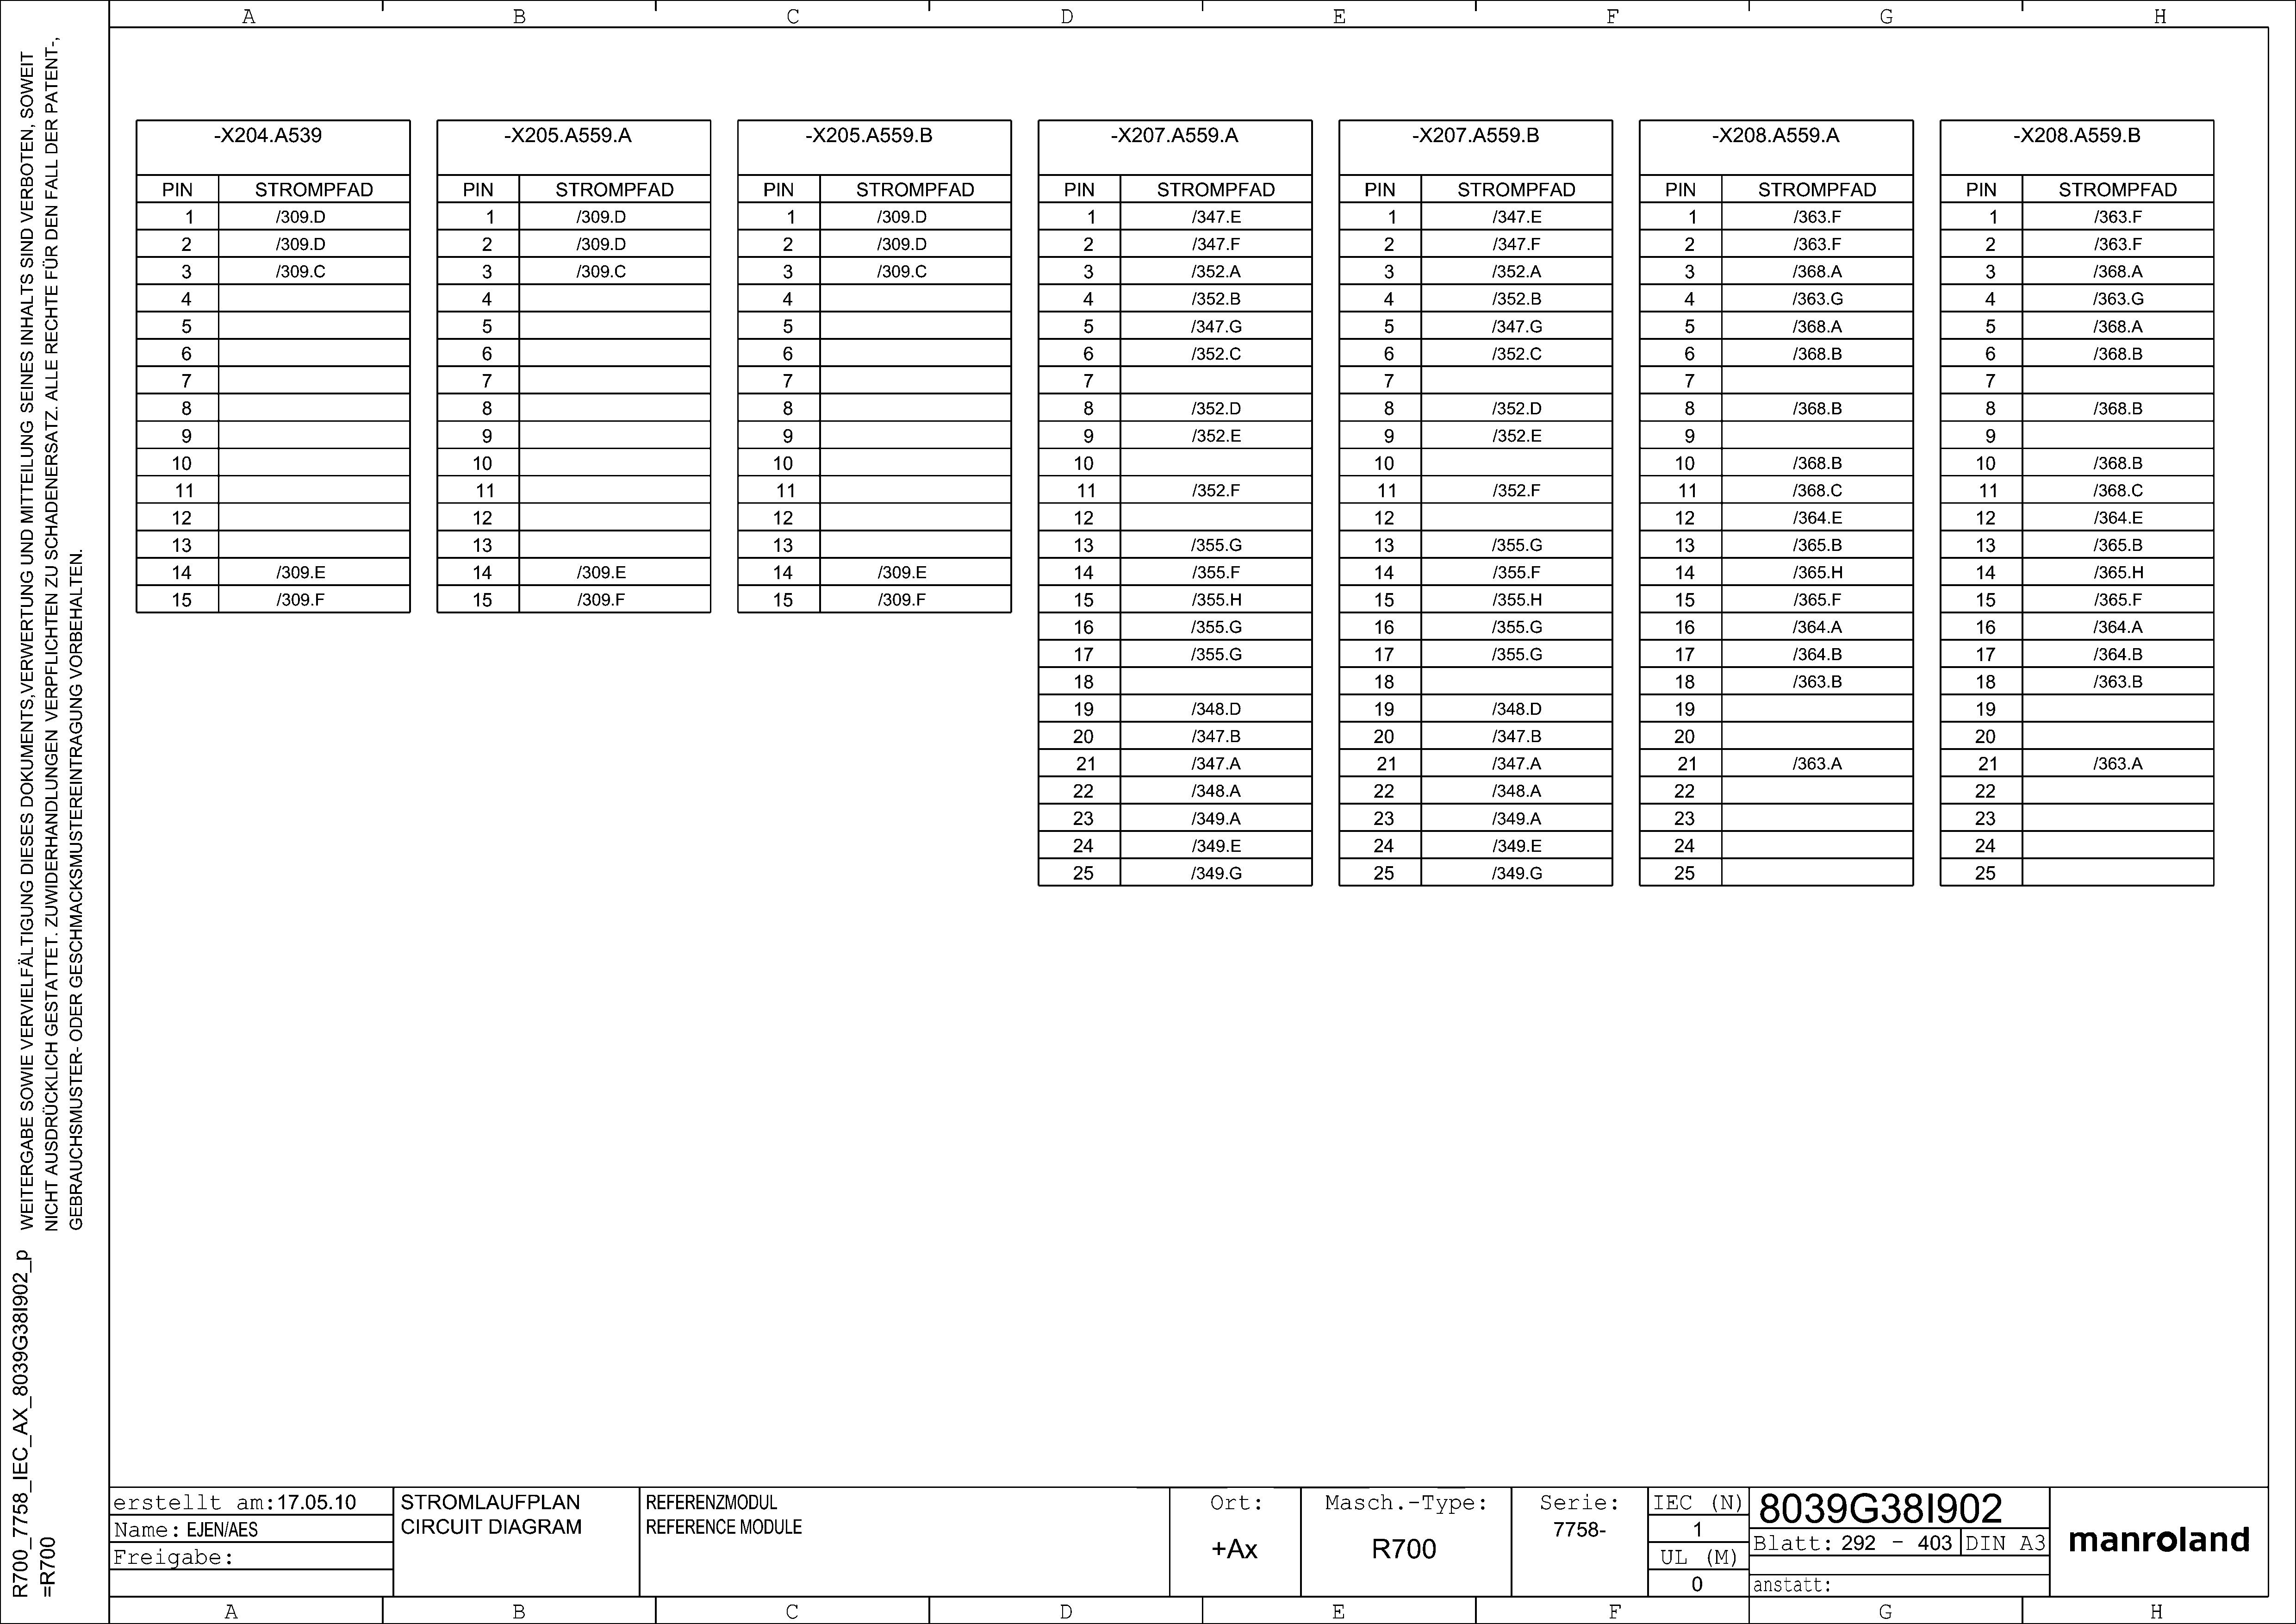 A B C D E F G H
-X204.A539 -X205.A559.A -X205.A559.B -X207.A559.A -X207.A559.B -X208.A559.A -X208.A559.B
PIN STROMPFAD PIN STROMPFAD PIN STROMPFAD PIN STROMPFAD PIN STROMPFAD PIN STROMPFAD PIN STROMPFAD
1 /309.D 1 /309.D 1 /309.D 1 /347.E 1 /347.E 1 /363.F 1 /363.F
2 /309.D 2 /309.D 2 /309.D 2 /347.F 2 /347.F 2 /363.F 2 /363.F
3 /309.C 3 /309.C 3 /309.C 3 /352.A 3 /352.A 3 /368.A 3 /368.A
4 4 4 4 /352.B 4 /352.B 4 /363.G 4 /363.G
5 5 5 5 /347.G 5 /347.G 5 /368.A 5 /368.A
6 6 6 6 /352.C 6 /352.C 6 /368.B 6 /368.B
7 7 7 7 7 7 7
8 8 8 8 /352.D 8 /352.D 8 /368.B 8 /368.B
9 9 9 9 /352.E 9 /352.E 9 9
10 10 10 10 10 10 /368.B 10 /368.B
11 11 11 11 /352.F 11 /352.F 11 /368.C 11 /368.C
12 12 12 12 12 12 /364.E 12 /364.E
13 13 13 13 /355.G 13 /355.G 13 /365.B 13 /365.B
14 /309.E 14 /309.E 14 /309.E 14 /355.F 14 /355.F 14 /365.H 14 /365.H
15 /309.F 15 /309.F 15 /309.F 15 /355.H 15 /355.H 15 /365.F 15 /365.F
16 /355.G 16 /355.G 16 /364.A 16 /364.A
17 /355.G 17 /355.G 17 /364.B 17 /364.B
18 18 18 /363.B 18 /363.B
19 /348.D 19 /348.D 19 19
20 /347.B 20 /347.B 20 20
21 /347.A 21 /347.A 21 /363.A 21 /363.A
22 /348.A 22 /348.A 22 22
23 /349.A 23 /349.A 23 23
24 /349.E 24 /349.E 24 24
25 /349.G 25 /349.G 25 25
WEITERGABE SOWIE VERVIELFÄLTIGUNG DIESES DOKUMENTS,VERWERTUNG UND MITTEILUNG SEINES INHALTS SIND VERBOTEN, SOWEIT
NICHT AUSDRÜCKLICH GESTATTET. ZUWIDERHANDLUNGEN VERPFLICHTEN ZU SCHADENERSATZ. ALLE RECHTE FÜR DEN FALL DER PATENT-,
GEBRAUCHSMUSTER- ODER GESCHMACKSMUSTEREINTRAGUNG VORBEHALTEN.
R700_7758_IEC_AX_8039G38I902_p
=R700
erstellt am:17.05.10
Name: EJEN/AES
Freigabe:
STROMLAUFPLAN
CIRCUIT DIAGRAM
REFERENZMODUL
REFERENCE MODULE
Ort:
+Ax
Masch.-Type:
R700
Serie:
7758-
IEC (N)
1
UL (M)
0
8039G38I902
Blatt: 292 - 403 DIN A3
anstatt:
manroland
A B C D E F G H